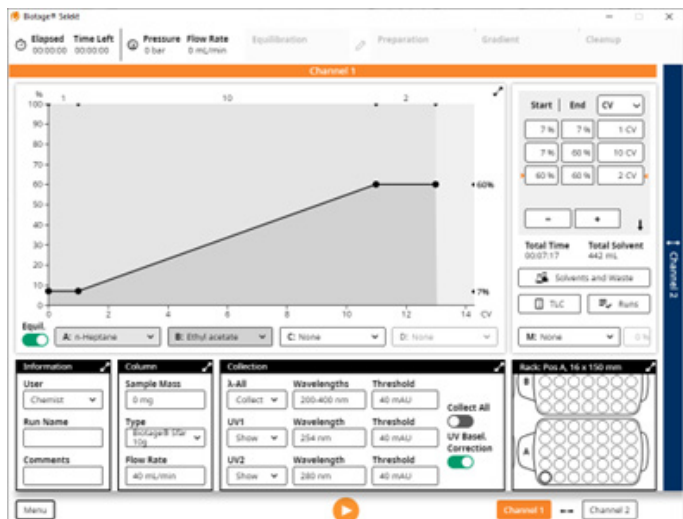 Biotage® Selekt
Elapsed Time Left Pressure Flow Rate Equilibration Preparation Gradient Cleanup
00:00:00 00:00:00 0 bar 0 mL/min
Channel 1
% 1 10 2
100
90
80
70
60
50
40
30
20
10
0
60%
7%
0 2 4 6 8 10 12 14 CV
Equil.
A: n-Heptane B: Ethyl acetate C: None D: None
Start | End CV
7 % 7 % 1 CV
7 % 60 % 10 CV
60 % 60 % 2 CV
- +
Total Time Total Solvent
00:07:17 442 mL
Solvents and Waste
TLC Runs
M: None 0 %
Channel 2
Information
User
Chemist
Run Name
Comments
Column
Sample Mass
0 mg
Type
Biotage® Sfär 10g
Flow Rate
40 mL/min
Collection
λ-All Wavelengths Threshold
Collect 200-400 nm 40 mAU
UV1 Wavelength Threshold
Show 254 nm 40 mAU
UV2 Wavelength Threshold
Show 280 nm 40 mAU
Collect All
UV Basel.
Correction
Rack: Pos A, 16 x 150 mm
B
A
Menu
Channel 1 Channel 2